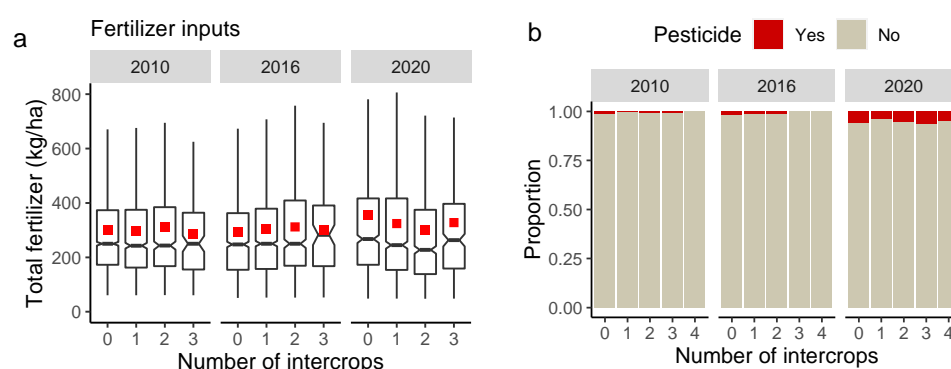 a
Fertilizer inputs
2010 2016 2020
Total fertilizer (kg/ha)
800
600
400
200
0
0 1 2 3 0 1 2 3 0 1 2 3
Number of intercrops
b
Pesticide Yes No
2010 2016 2020
Proportion
1.00
0.75
0.50
0.25
0.00
0 1 2 3 4 0 1 2 3 4 0 1 2 3 4
Number of intercrops